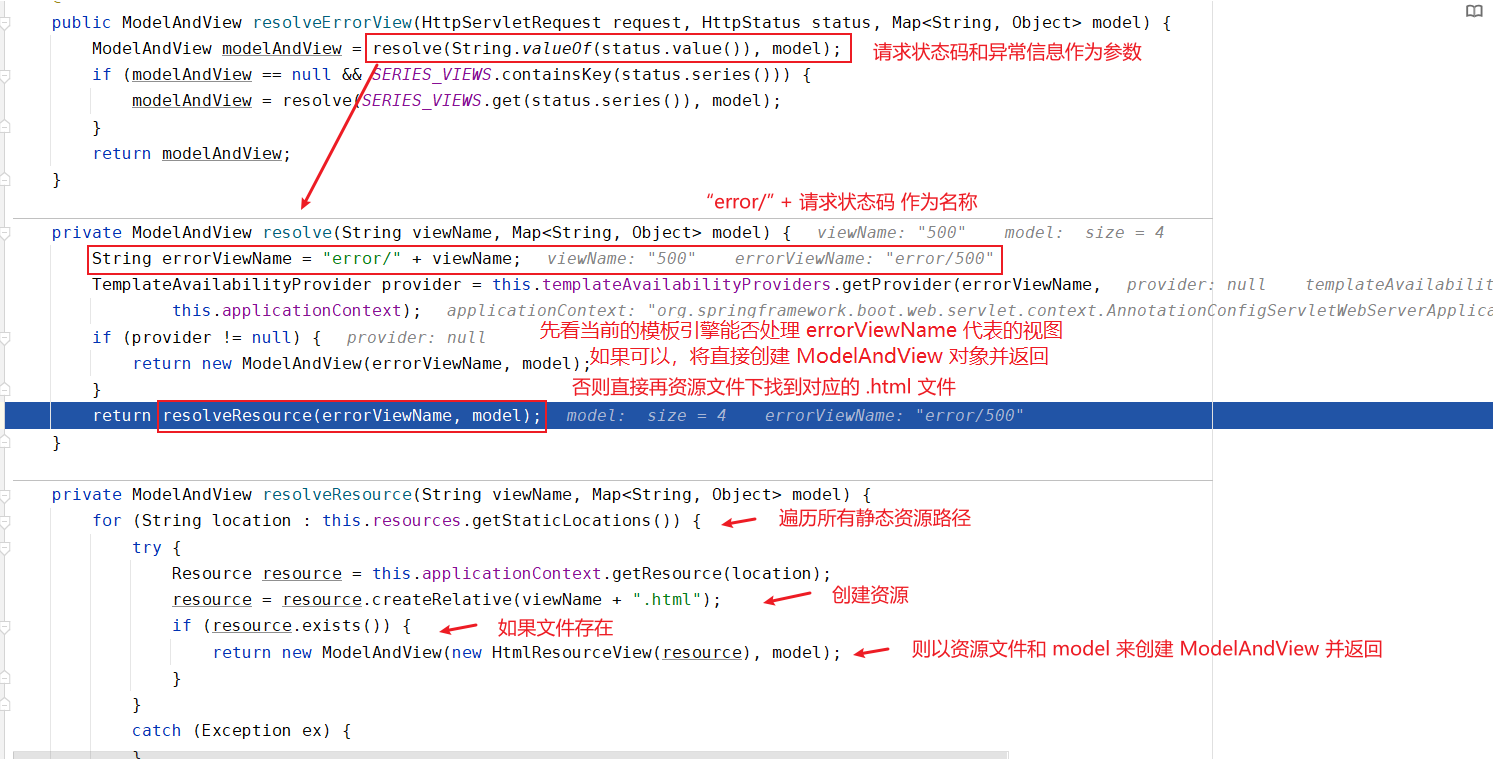 public ModelAndView resolveErrorView(HttpServletRequest request, HttpStatus status, Map<String, Object> model) {
ModelAndView modelAndView = resolve(String.valueOf(status.value()), model); 请求状态码和异常信息作为参数
if (modelAndView == null && SERIES_VIEWS.containsKey(status.series())) {
modelAndView = resolve(SERIES_VIEWS.get(status.series()), model);
}
return modelAndView;
}
“error/” + 请求状态码 作为名称
private ModelAndView resolve(String viewName, Map<String, Object> model) { viewName: "500" model: size = 4
String errorViewName = "error/" + viewName; viewName: "500" errorViewName: "error/500"
TemplateAvailabilityProvider provider = this.templateAvailabilityProviders.getProvider(errorViewName, provider: null templateAvailabilit
this.applicationContext); applicationContext: "org.springframework.boot.web.servlet.context.AnnotationConfigServletWebServerApplica
先看当前的模板引擎能否处理 errorViewName 代表的视图
if (provider != null) { provider: null
return new ModelAndView(errorViewName, model); 如果可以，将直接创建 ModelAndView 对象并返回
} 否则直接再资源文件下找到对应的 .html 文件
return resolveResource(errorViewName, model); model: size = 4 errorViewName: "error/500"
}
private ModelAndView resolveResource(String viewName, Map<String, Object> model) {
for (String location : this.resources.getStaticLocations()) { 遍历所有静态资源路径
try {
Resource resource = this.applicationContext.getResource(location);
resource = resource.createRelative(viewName + ".html"); 创建资源
if (resource.exists()) { 如果文件存在
return new ModelAndView(new HtmlResourceView(resource), model); 则以资源文件和 model 来创建 ModelAndView 并返回
}
}
catch (Exception ex) {
}